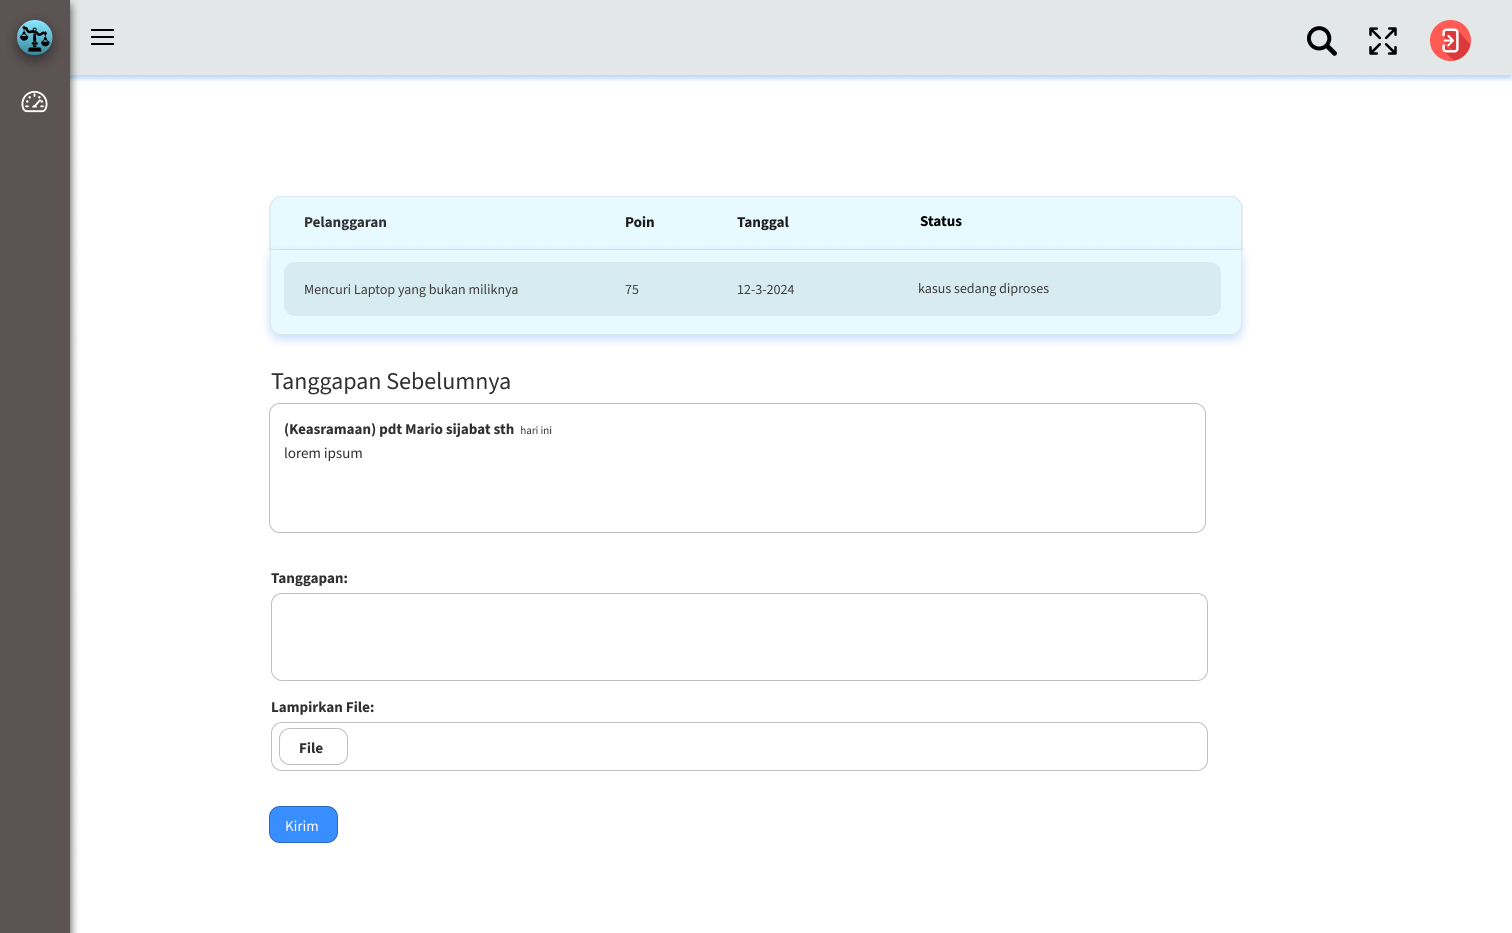 Pelanggaran Poin Tanggal Status
Mencuri Laptop yang bukan miliknya 75 12-3-2024 kasus sedang diproses
Tanggapan Sebelumnya
(Keasramaan) pdt Mario sijabat sth hari ini
lorem ipsum
Tanggapan:
Lampirkan File:
File
Kirim